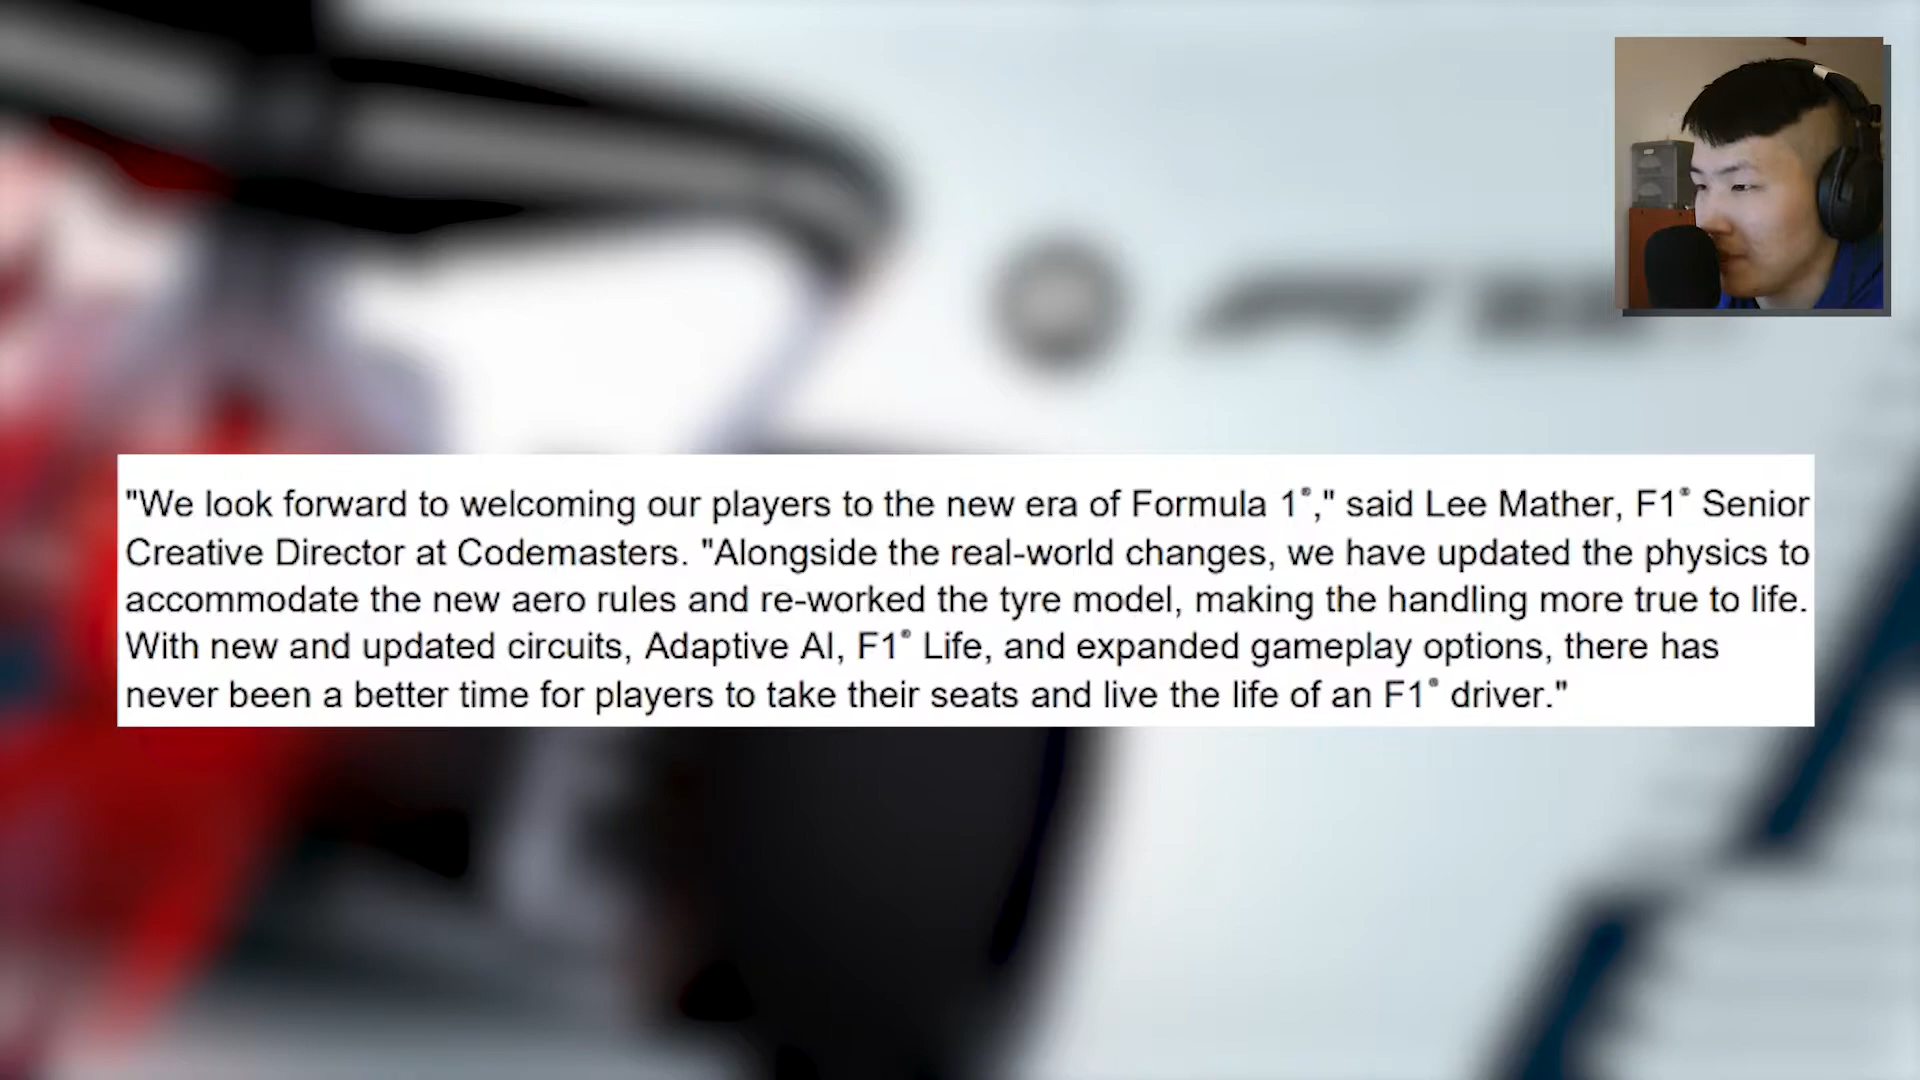 "We look forward to welcoming our players to the new era of Formula 1®," said Lee Mather, F1® Senior
Creative Director at Codemasters. "Alongside the real-world changes, we have updated the physics to
accommodate the new aero rules and re-worked the tyre model, making the handling more true to life.
With new and updated circuits, Adaptive AI, F1® Life, and expanded gameplay options, there has
never been a better time for players to take their seats and live the life of an F1® driver."